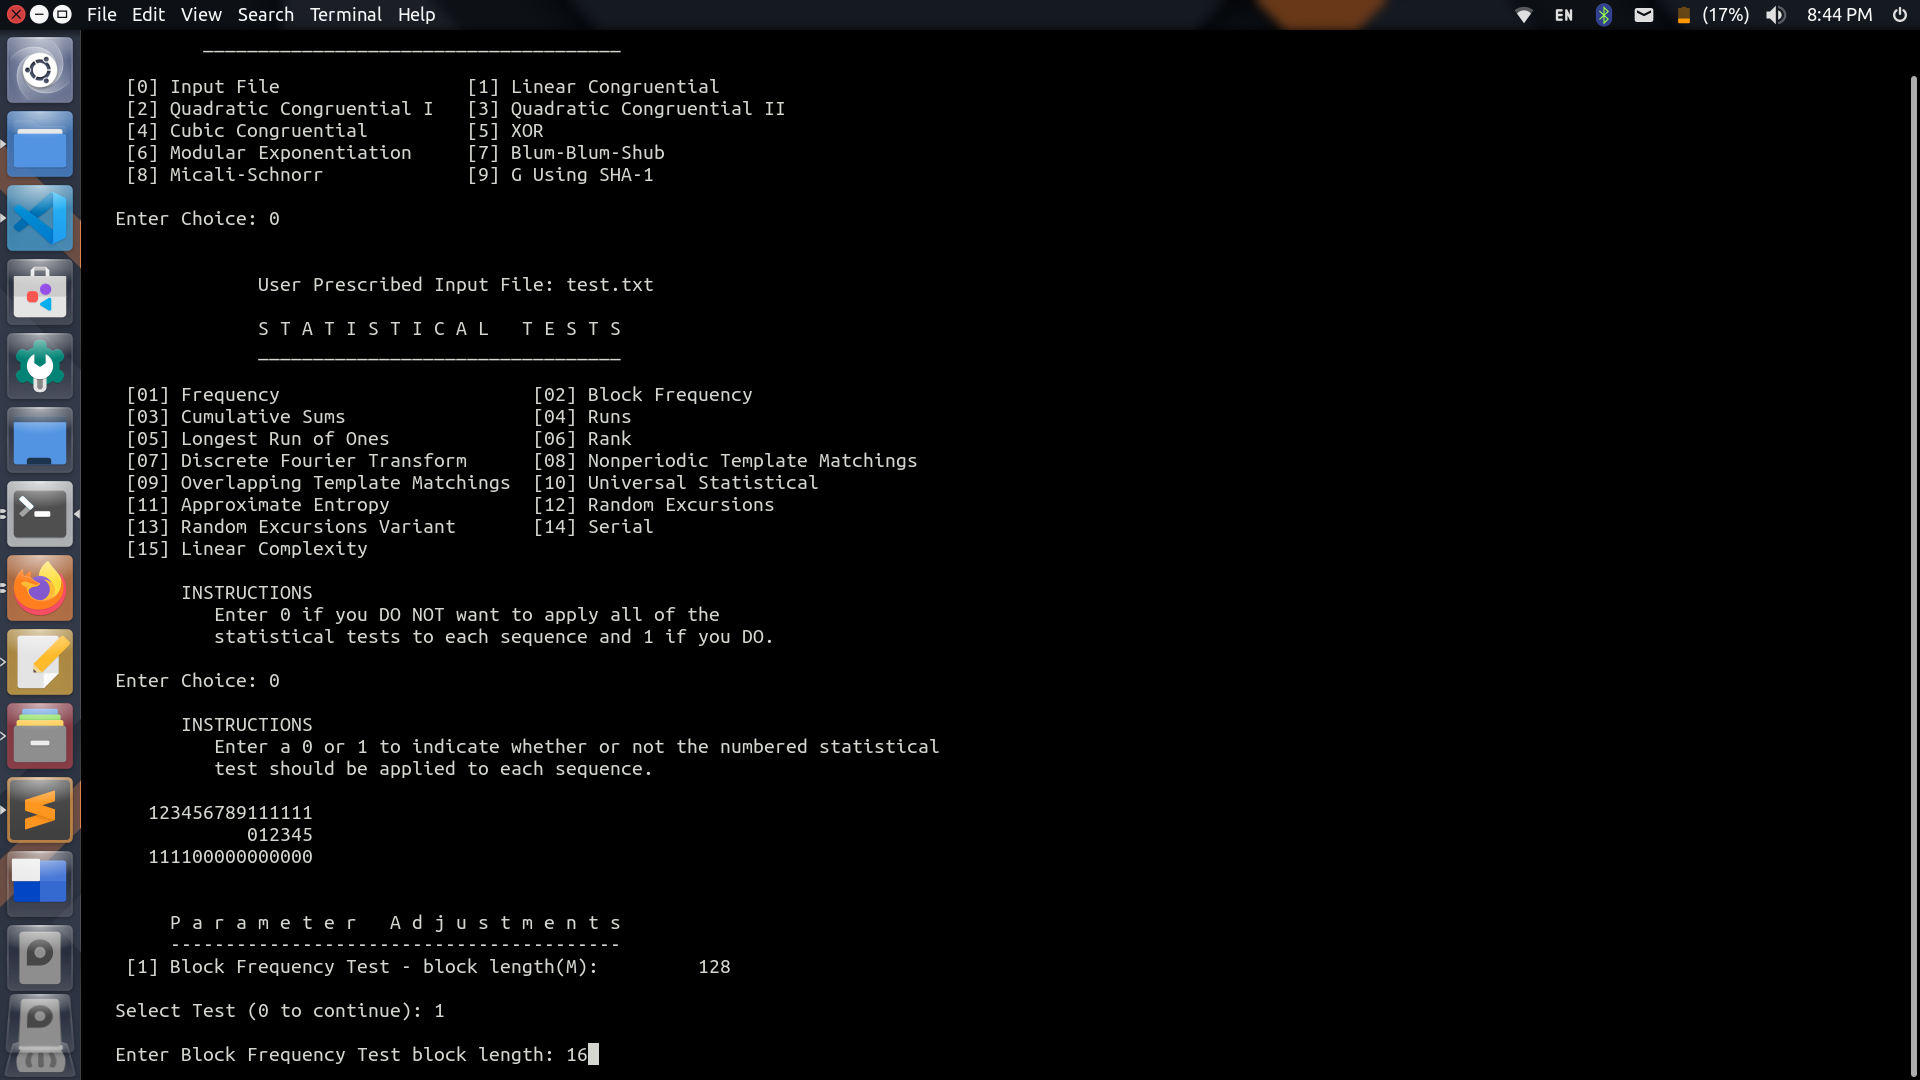 File Edit View Search Terminal Help EN (17%) 8:44 PM
[0] Input File [1] Linear Congruential
[2] Quadratic Congruential I [3] Quadratic Congruential II
[4] Cubic Congruential [5] XOR
[6] Modular Exponentiation [7] Blum-Blum-Shub
[8] Micali-Schnorr [9] G Using SHA-1
Enter Choice: 0
User Prescribed Input File: test.txt
S T A T I S T I C A L   T E S T S
[01] Frequency [02] Block Frequency
[03] Cumulative Sums [04] Runs
[05] Longest Run of Ones [06] Rank
[07] Discrete Fourier Transform [08] Nonperiodic Template Matchings
[09] Overlapping Template Matchings [10] Universal Statistical
[11] Approximate Entropy [12] Random Excursions
[13] Random Excursions Variant [14] Serial
[15] Linear Complexity
INSTRUCTIONS
Enter 0 if you DO NOT want to apply all of the
statistical tests to each sequence and 1 if you DO.
Enter Choice: 0
INSTRUCTIONS
Enter a 0 or 1 to indicate whether or not the numbered statistical
test should be applied to each sequence.
123456789111111
012345
111100000000000
P a r a m e t e r   A d j u s t m e n t s
-----------------------------------------
[1] Block Frequency Test - block length(M): 128
Select Test (0 to continue): 1
Enter Block Frequency Test block length: 16